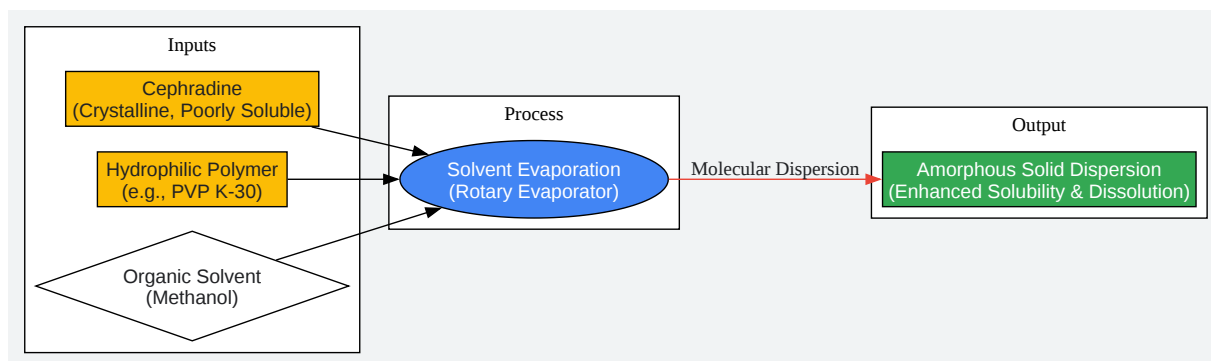 Inputs
Cephradine
(Crystalline, Poorly Soluble)
Hydrophilic Polymer
(e.g., PVP K-30)
Organic Solvent
(Methanol)
Process
Solvent Evaporation
(Rotary Evaporator)
Molecular Dispersion
Output
Amorphous Solid Dispersion
(Enhanced Solubility & Dissolution)